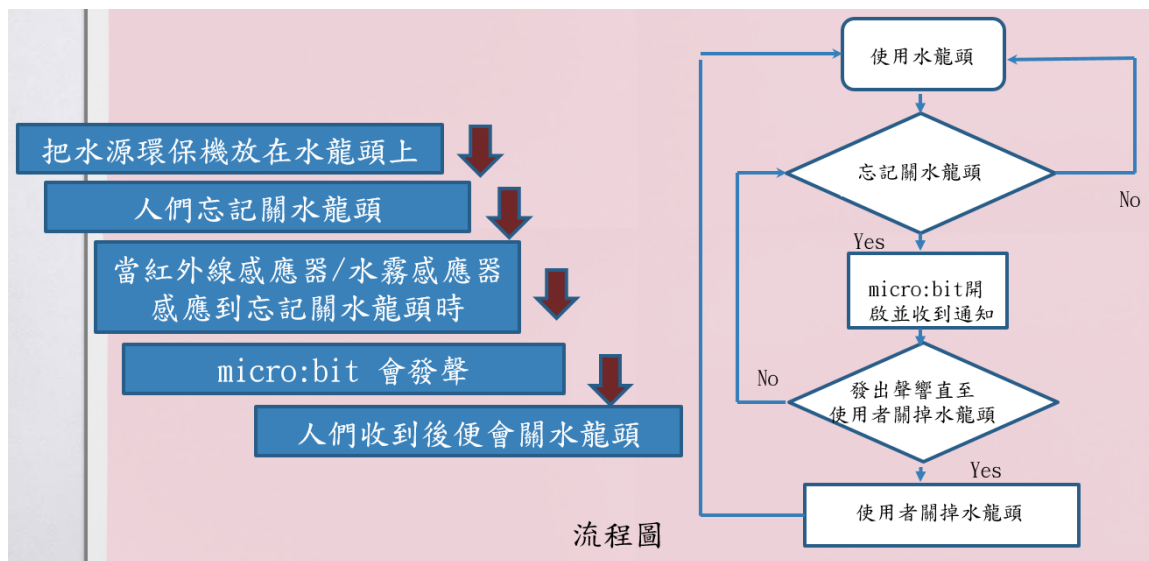 把水源環保機放在水龍頭上
人們忘記關水龍頭
當紅外線感應器/水霧感應器
感應到忘記關水龍頭時
micro:bit 會發聲
人們收到後便會關水龍頭
使用水龍頭
忘記關水龍頭
No
Yes
micro:bit開
啟並收到通知
No
發出聲響直至
使用者關掉水龍頭
Yes
使用者關掉水龍頭
流程圖